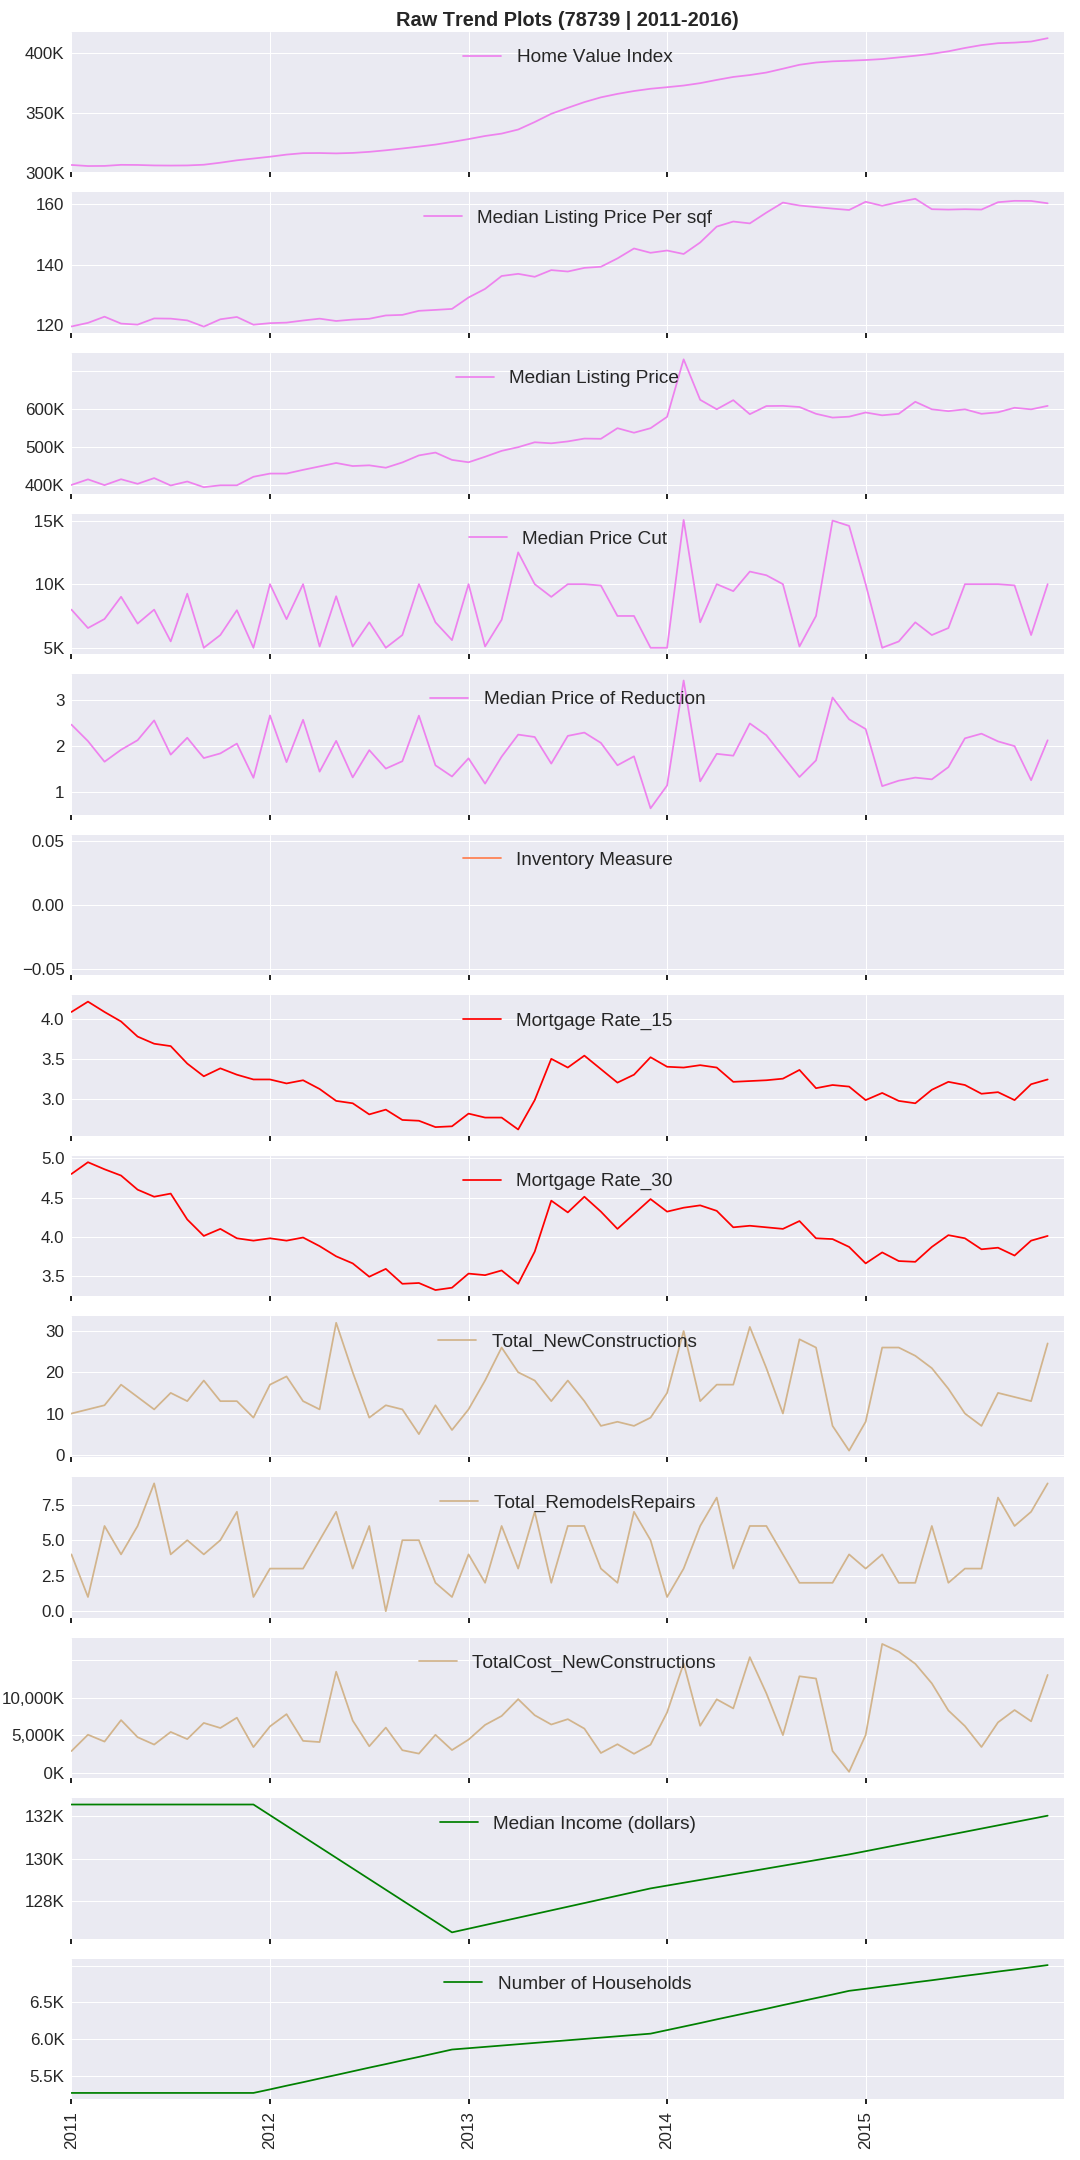 Raw Trend Plots (78739 | 2011-2016)
Home Value Index
400K
350K
300K
Median Listing Price Per sqf
160
140
120
Median Listing Price
600K
500K
400K
Median Price Cut
15K
10K
5K
Median Price of Reduction
3
2
1
Inventory Measure
0.05
0.00
−0.05
Mortgage Rate_15
4.0
3.5
3.0
Mortgage Rate_30
5.0
4.5
4.0
3.5
Total_NewConstructions
30
20
10
0
Total_RemodelsRepairs
7.5
5.0
2.5
0.0
TotalCost_NewConstructions
10,000K
5,000K
0K
Median Income (dollars)
132K
130K
128K
Number of Households
6.5K
6.0K
5.5K
2011
2012
2013
2014
2015